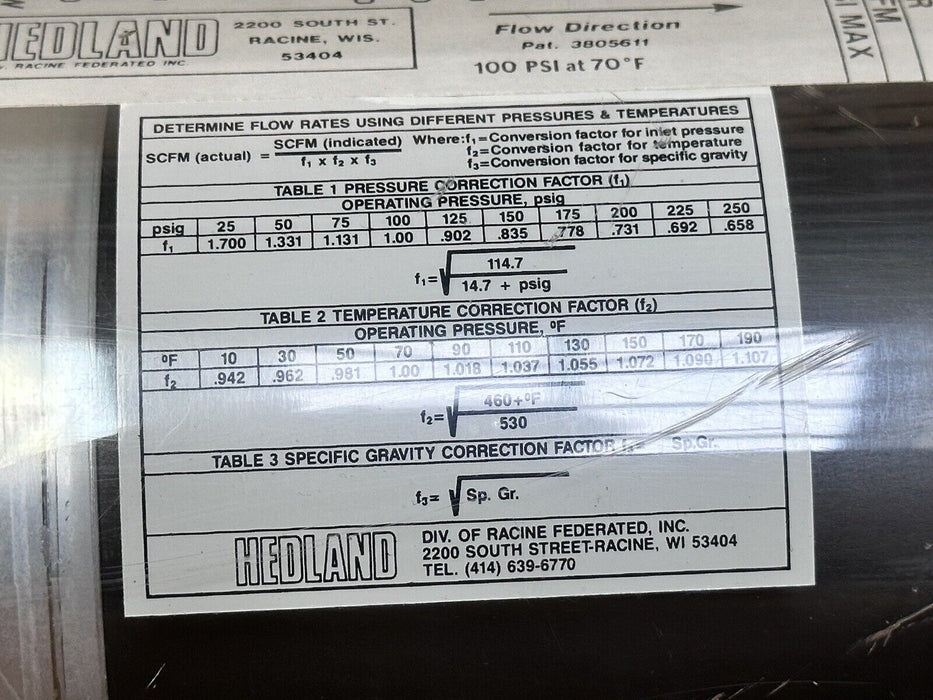 HEDLAND
RACINE FEDERATED INC.
2200 SOUTH ST.
RACINE, WIS.
53404
Flow Direction
Pat. 3805611
100 PSI at 70°F
MAX
DETERMINE FLOW RATES USING DIFFERENT PRESSURES & TEMPERATURES
SCFM (actual) = SCFM (indicated) / f₁ x f₂ x f₃
Where: f₁=Conversion factor for inlet pressure
f₂=Conversion factor for temperature
f₃=Conversion factor for specific gravity
TABLE 1 PRESSURE CORRECTION FACTOR (f₁)
OPERATING PRESSURE, psig
psig 25 50 75 100 125 150 175 200 225 250
f₁ 1.700 1.331 1.131 1.00 .902 .835 .778 .731 .692 .658
f₁=√ 114.7 / 14.7 + psig
TABLE 2 TEMPERATURE CORRECTION FACTOR (f₂)
OPERATING PRESSURE, ºF
ºF 10 30 50 70 90 110 130 150 170 190
f₂ .942 .962 .981 1.00 1.018 1.037 1.055 1.072 1.090 1.107
f₂=√ 460+ºF / 530
TABLE 3 SPECIFIC GRAVITY CORRECTION FACTOR = Sp.Gr.
f₃= √ Sp. Gr.
HEDLAND
DIV. OF RACINE FEDERATED, INC.
2200 SOUTH STREET-RACINE, WI 53404
TEL. (414) 639-6770